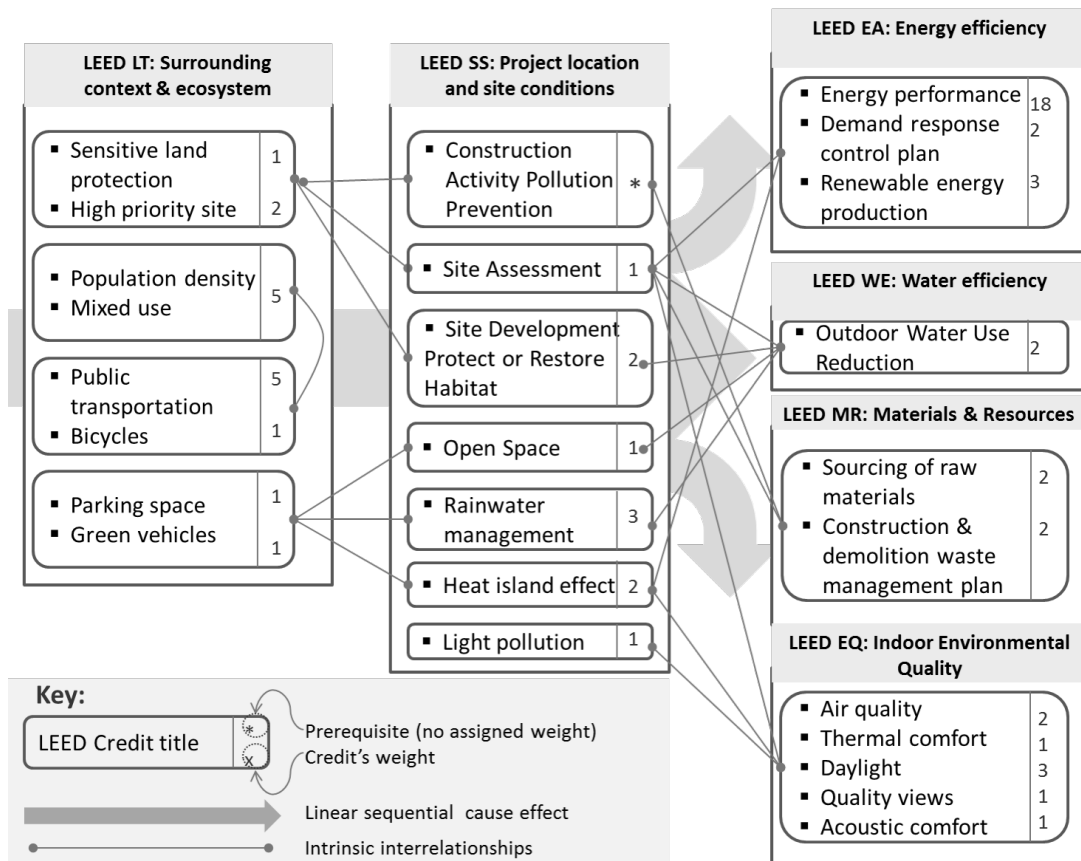 LEED LT: Surrounding
context & ecosystem
▪ Sensitive land
protection
1
▪ High priority site
2
▪ Population density
▪ Mixed use
5
▪ Public
transportation
5
▪ Bicycles
1
▪ Parking space
1
▪ Green vehicles
1
LEED SS: Project location
and site conditions
▪ Construction
Activity Pollution
Prevention
*
▪ Site Assessment
1
▪ Site Development
Protect or Restore
Habitat
2
▪ Open Space
1
▪ Rainwater
management
3
▪ Heat island effect
2
▪ Light pollution
1
LEED EA: Energy efficiency
▪ Energy performance
18
▪ Demand response
control plan
2
▪ Renewable energy
production
3
LEED WE: Water efficiency
▪ Outdoor Water Use
Reduction
2
LEED MR: Materials & Resources
▪ Sourcing of raw
materials
2
▪ Construction &
demolition waste
management plan
2
LEED EQ: Indoor Environmental
Quality
▪ Air quality
2
▪ Thermal comfort
1
▪ Daylight
3
▪ Quality views
1
▪ Acoustic comfort
1
Key:
LEED Credit title
*
x
Prerequisite (no assigned weight)
Credit's weight
Linear sequential cause effect
Intrinsic interrelationships